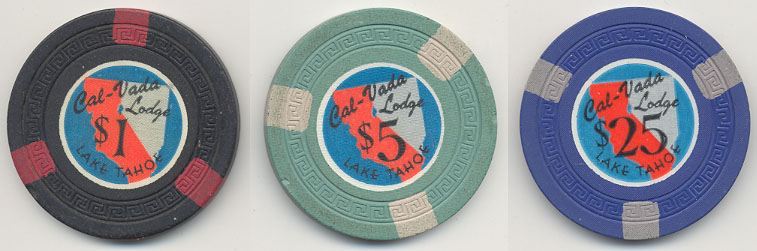 Cal-Vada
Lodge
$1
LAKE TAHOE
Cal-Vada
Lodge
$5
LAKE TAHOE
Cal-Vada
Lodge
$25
LAKE TAHOE